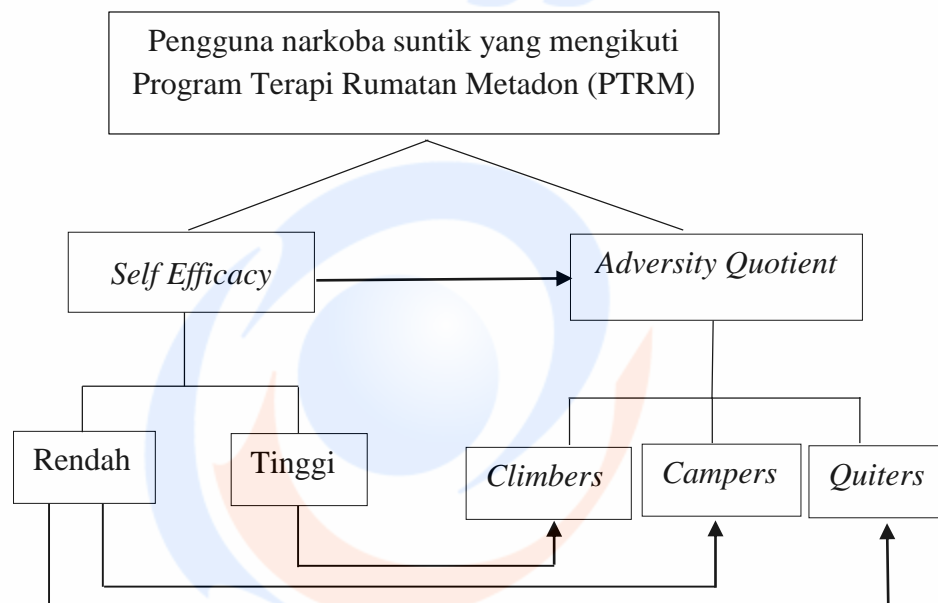 Pengguna narkoba suntik yang mengikuti
Program Terapi Rumatan Metadon (PTRM)
Self Efficacy
Adversity Quotient
Rendah
Tinggi
Climbers
Campers
Quiters